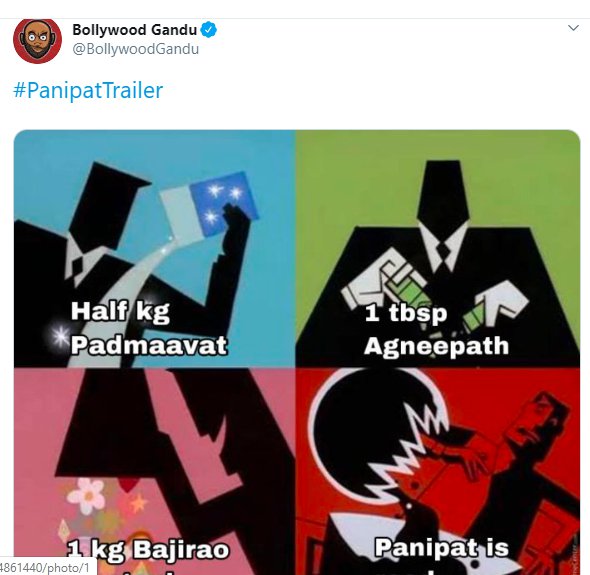 Bollywood Gandu
@BollywoodGandu
#PanipatTrailer
Half kg
Padmaavat
1 tbsp
Agneepath
1 kg Bajirao
Panipat is
4861440/photo/1